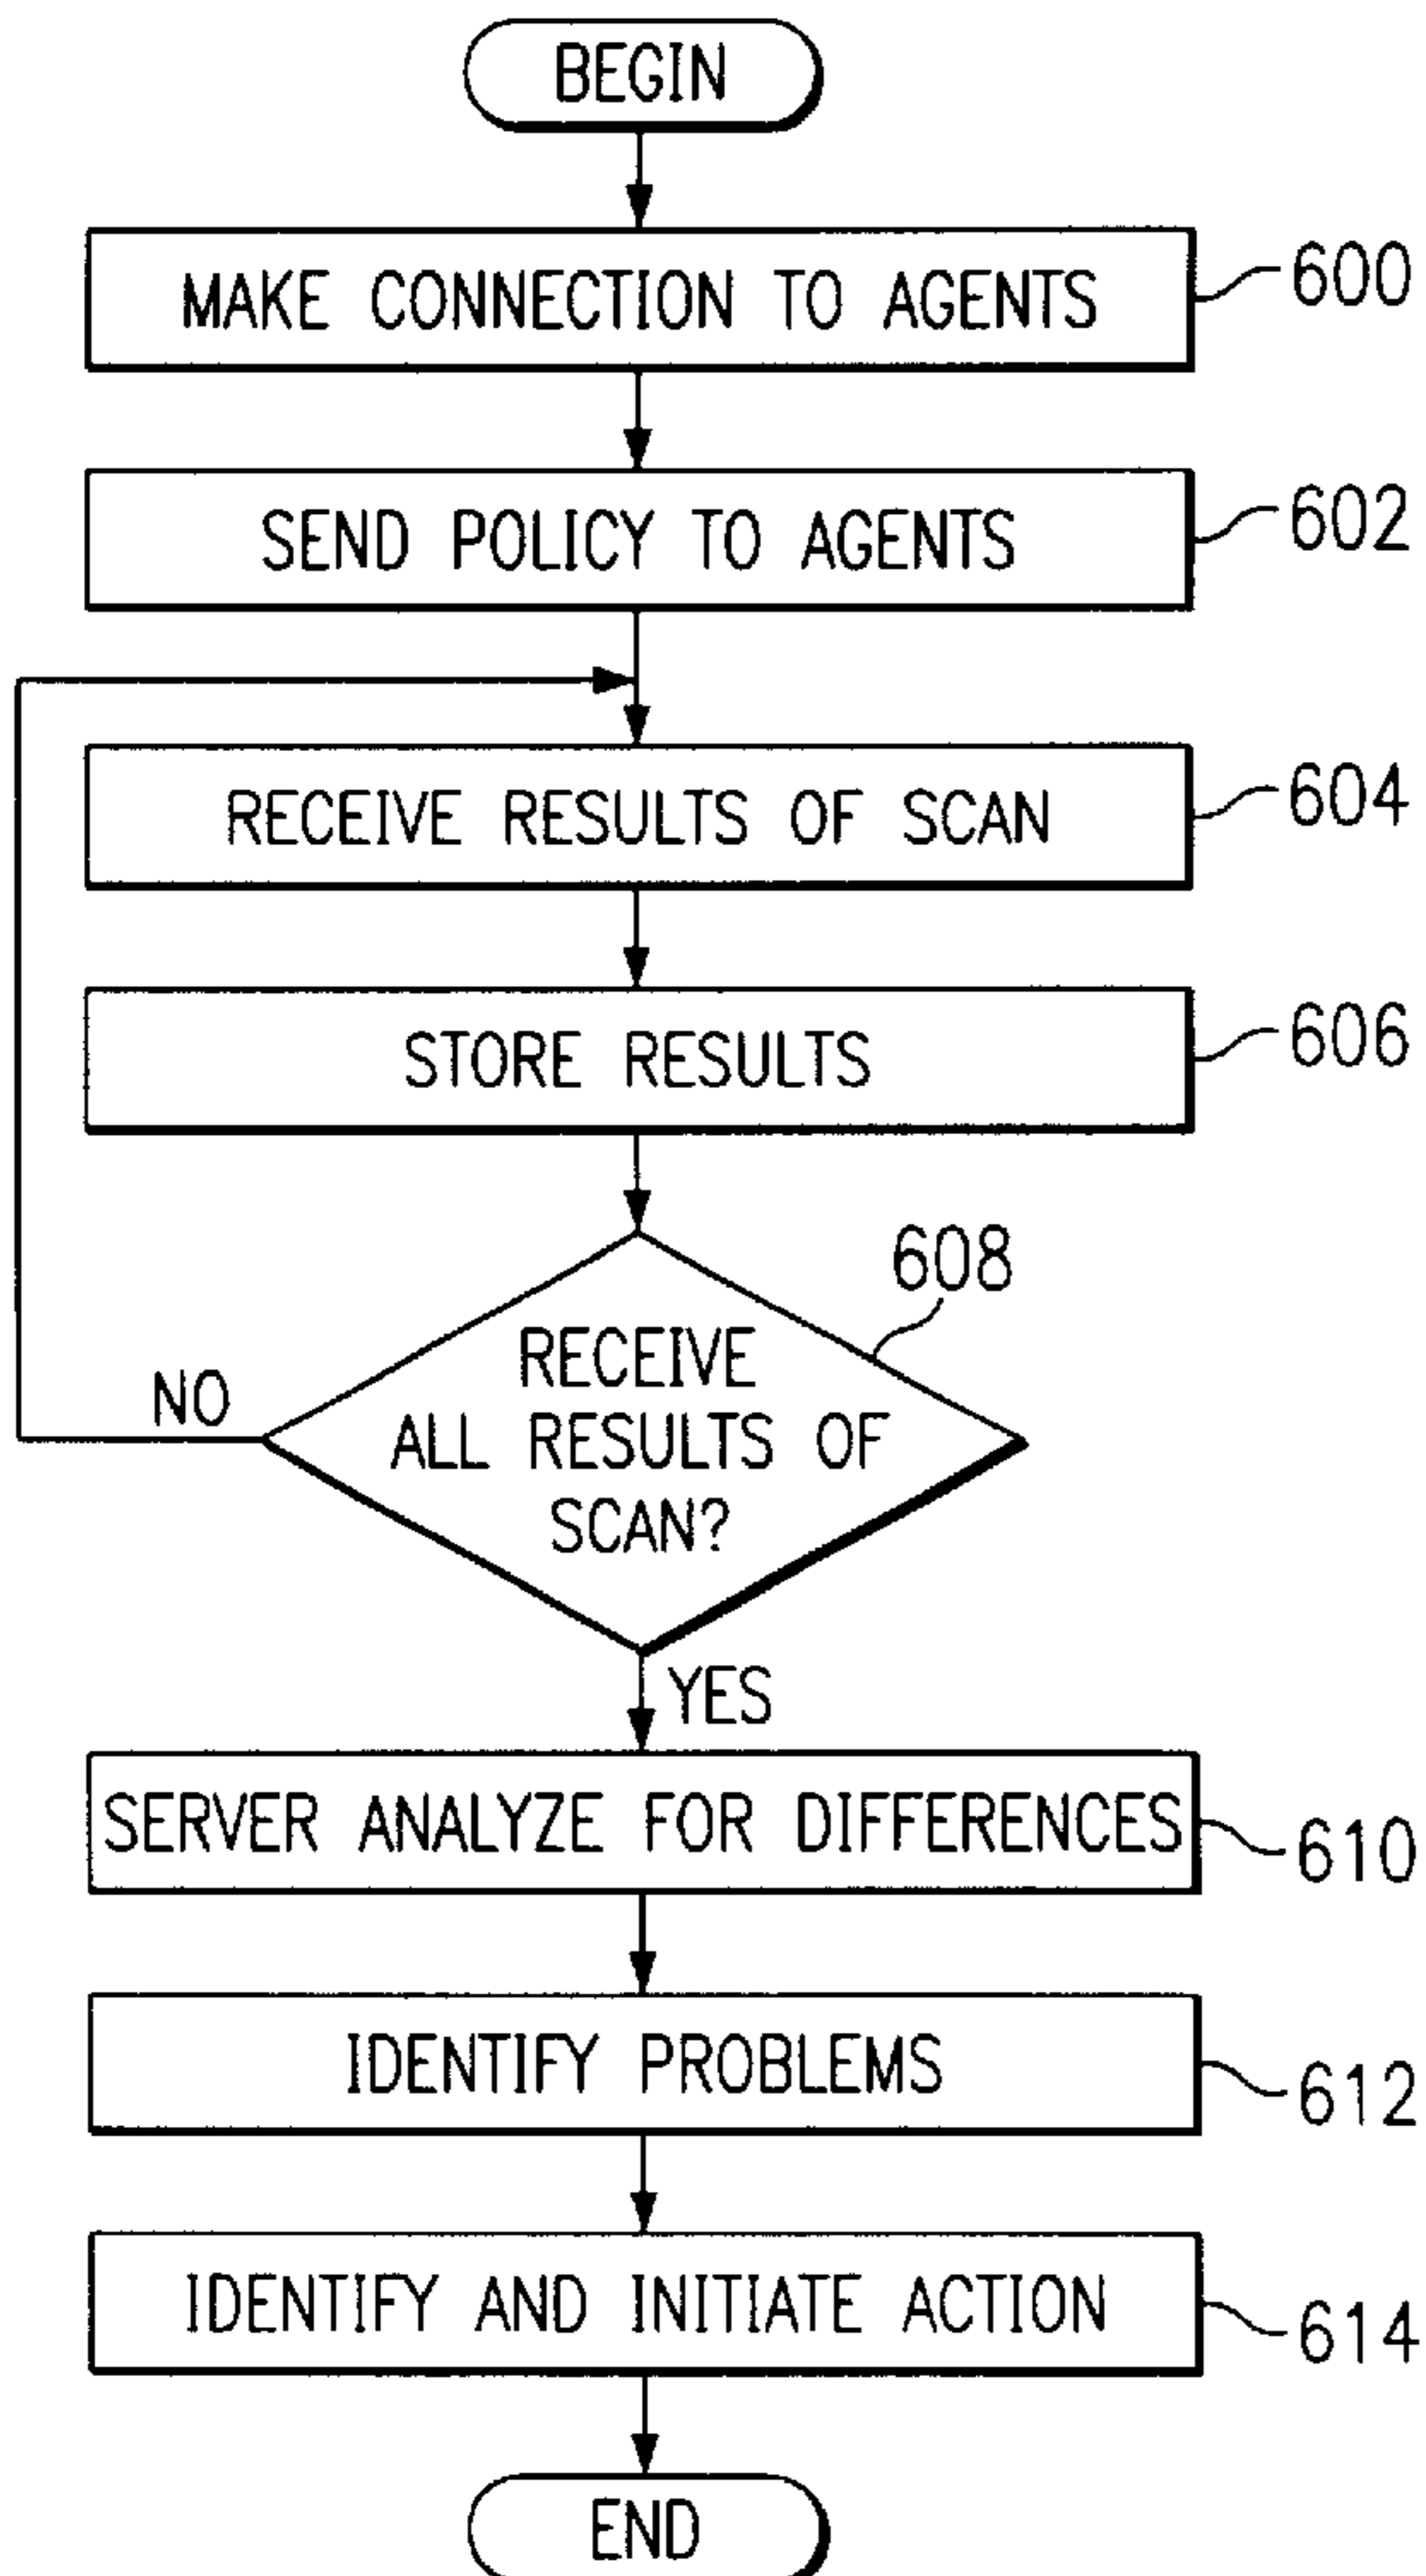 BEGIN
MAKE CONNECTION TO AGENTS
600
SEND POLICY TO AGENTS
602
RECEIVE RESULTS OF SCAN
604
STORE RESULTS
606
608
RECEIVE
ALL RESULTS OF
SCAN?
NO
YES
SERVER ANALYZE FOR DIFFERENCES
610
IDENTIFY PROBLEMS
612
IDENTIFY AND INITIATE ACTION
614
END